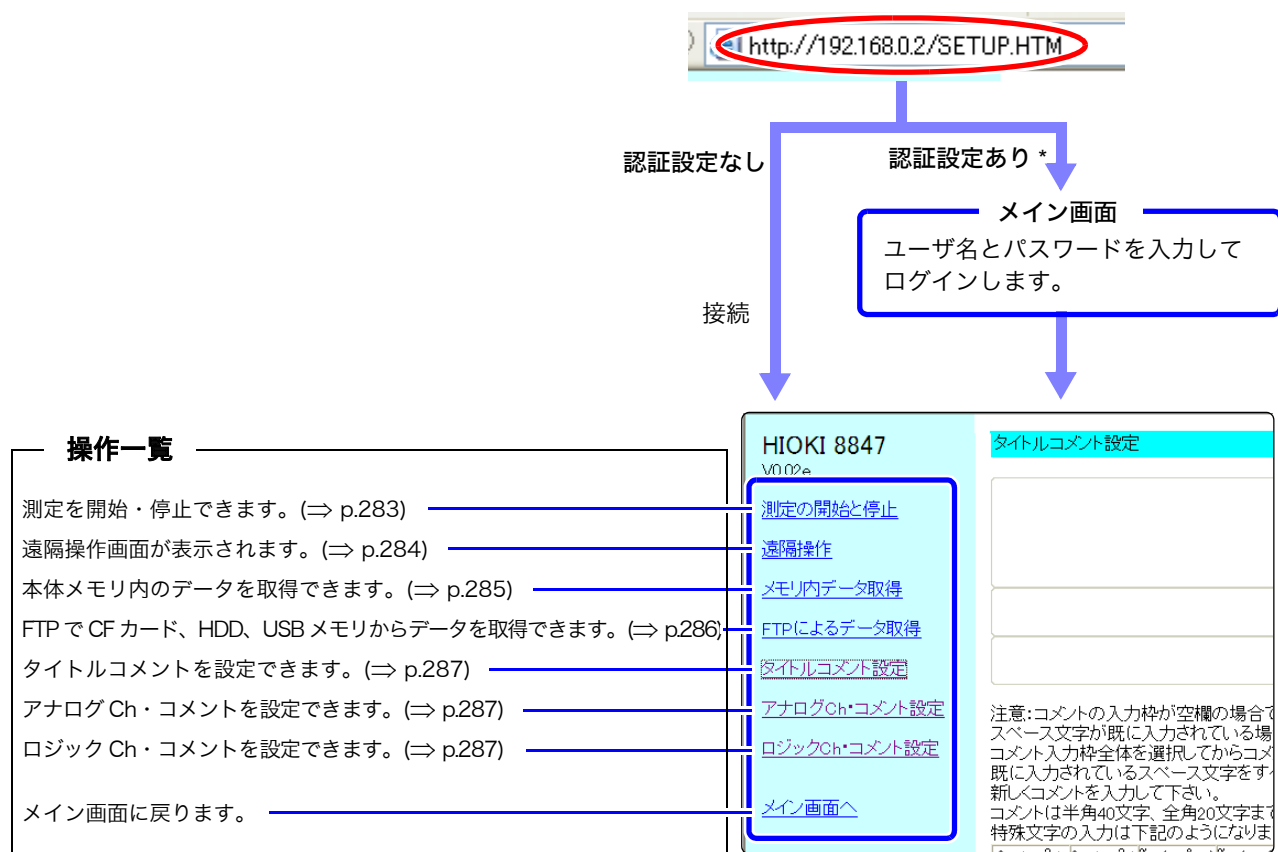 http://192.168.0.2/SETUP.HTM
認証設定なし
認証設定あり *
メイン画面
ユーザ名とパスワードを入力して
ログインします。
接続
操作一覧
測定を開始・停止できます。(⇒ p.283)
遠隔操作画面が表示されます。(⇒ p.284)
本体メモリ内のデータを取得できます。(⇒ p.285)
FTP で CF カード、HDD、USB メモリからデータを取得できます。(⇒ p.286)
タイトルコメントを設定できます。(⇒ p.287)
アナログ Ch・コメントを設定できます。(⇒ p.287)
ロジック Ch・コメントを設定できます。(⇒ p.287)
メイン画面に戻ります。
HIOKI 8847
V0.02e
測定の開始と停止
遠隔操作
メモリ内データ取得
FTPによるデータ取得
タイトルコメント設定
アナログCh・コメント設定
ロジックCh・コメント設定
メイン画面へ
タイトルコメント設定
注意:コメントの入力枠が空欄の場合で
スペース文字が既に入力されている場
コメント入力枠全体を選択してからコメ
既に入力されているスペース文字をす
新しくコメントを入力して下さい。
コメントは半角40文字、全角20文字まで
特殊文字の入力は下記のようになりま